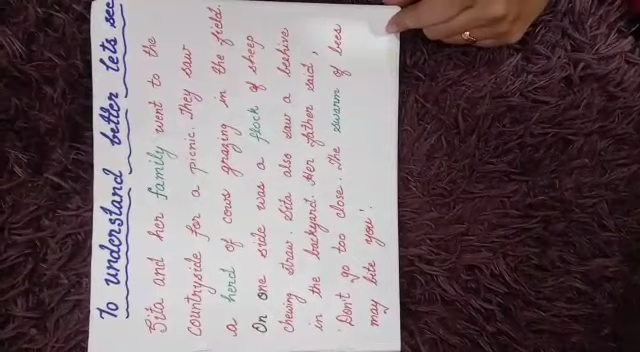 To understand better lets see
Sita and her family went to the
countryside for a picnic. They saw
a herd of cows grazing in the field.
On one side was a flock of sheep
chewing straw. Sita also saw a beehive
in the backyard. Her father said,
'Don't go too close. The swarm of bees
may bite you'.